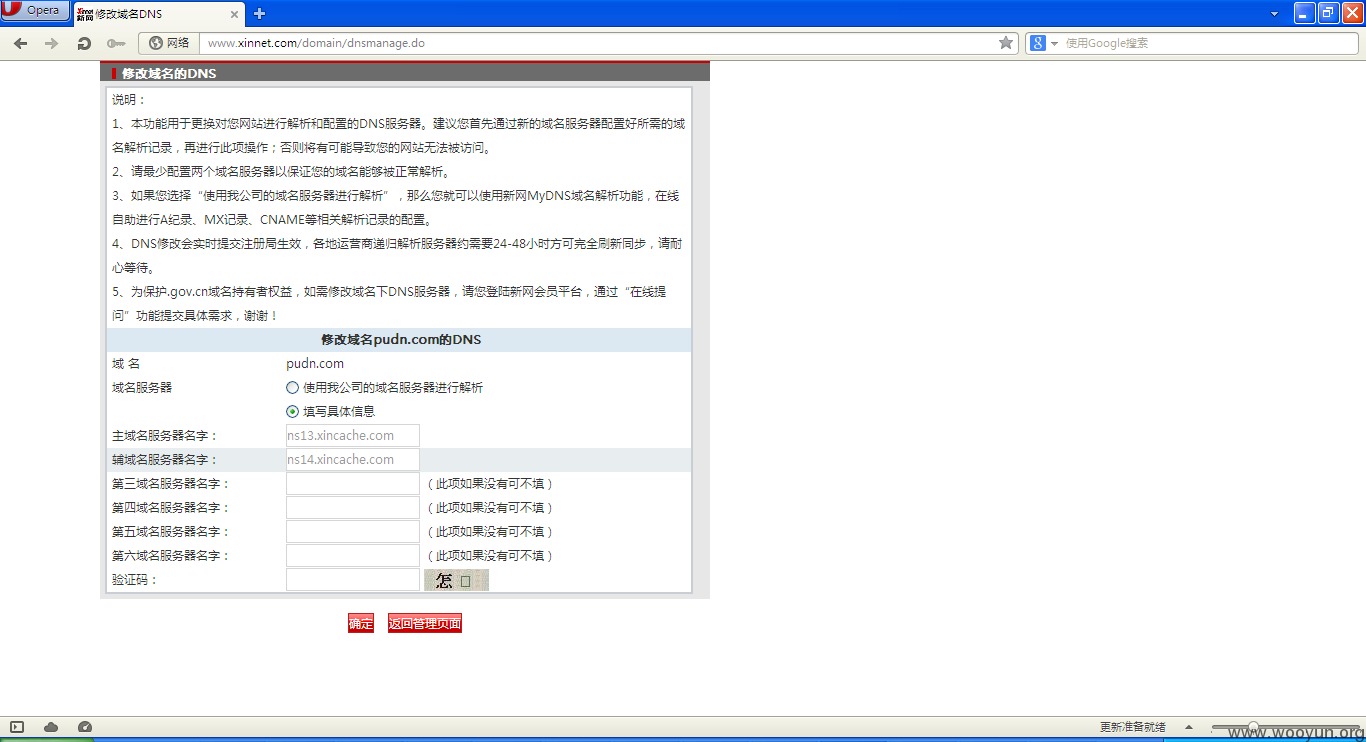 Opera
Xinnet 新网 修改域名DNS
网络 www.xinnet.com/domain/dnsmanage.do 使用Google搜索
修改域名的DNS
说明：
1、本功能用于更换对您网站进行解析和配置的DNS服务器。建议您首先通过新的域名服务器配置好所需的域
名解析记录，再进行此项操作；否则将有可能导致您的网站无法被访问。
2、请最少配置两个域名服务器以保证您的域名能够被正常解析。
3、如果您选择“使用我公司的域名服务器进行解析”，那么您就可以使用新网MyDNS域名解析功能，在线
自助进行A纪录、MX记录、CNAME等相关解析记录的配置。
4、DNS修改会实时提交注册局生效，各地运营商递归解析服务器约需要24-48小时方可完全刷新同步，请耐
心等待。
5、为保护.gov.cn域名持有者权益，如需修改域名下DNS服务器，请您登陆新网会员平台，通过“在线提
问”功能提交具体需求，谢谢！
修改域名pudn.com的DNS
域 名 pudn.com
域名服务器 使用我公司的域名服务器进行解析
填写具体信息
主域名服务器名字： ns13.xincache.com
辅域名服务器名字： ns14.xincache.com
第三域名服务器名字： （此项如果没有可不填）
第四域名服务器名字： （此项如果没有可不填）
第五域名服务器名字： （此项如果没有可不填）
第六域名服务器名字： （此项如果没有可不填）
验证码： 怎□
确定 返回管理页面
更新准备就绪
www.wooyun.org